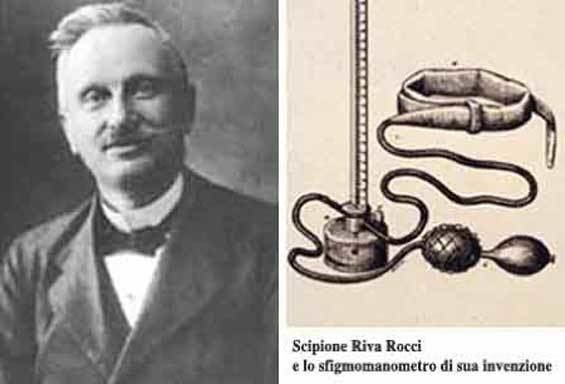 Scipione Riva Rocci
e lo sfigmomanometro di sua invenzione